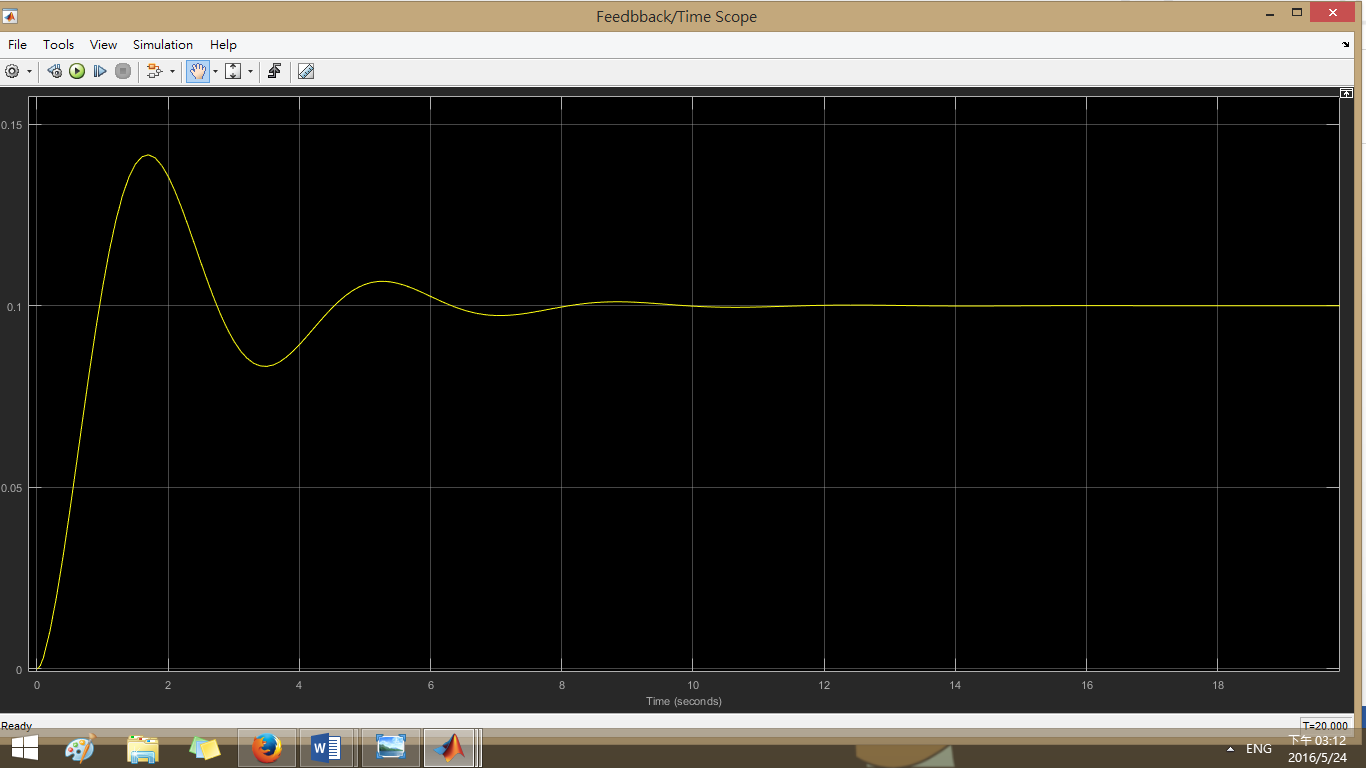 Feedbback/Time Scope
File Tools View Simulation Help
0.15
0.1
0.05
0
0 2 4 6 8 10 12 14 16 18
Time (seconds)
Ready
T=20.000
ENG
下午 03:12
2016/5/24